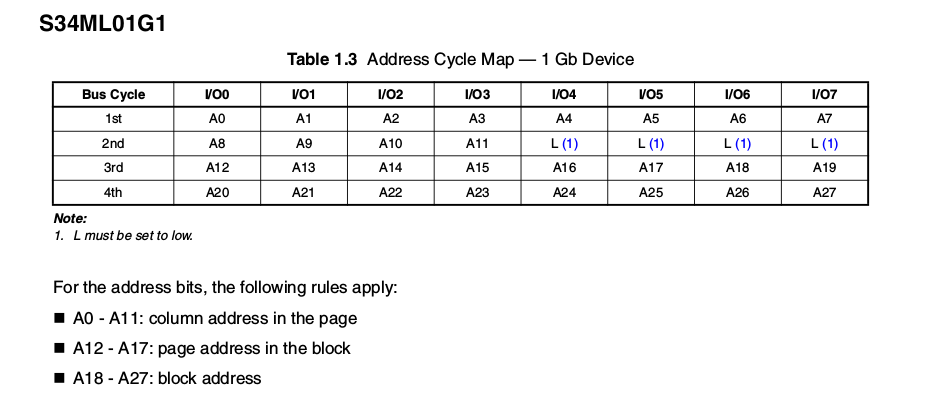 S34ML01G1
Table 1.3 Address Cycle Map — 1 Gb Device
Bus Cycle I/O0 I/O1 I/O2 I/O3 I/O4 I/O5 I/O6 I/O7
1st A0 A1 A2 A3 A4 A5 A6 A7
2nd A8 A9 A10 A11 L (1) L (1) L (1) L (1)
3rd A12 A13 A14 A15 A16 A17 A18 A19
4th A20 A21 A22 A23 A24 A25 A26 A27
Note:
1. L must be set to low.
For the address bits, the following rules apply:
■ A0 - A11: column address in the page
■ A12 - A17: page address in the block
■ A18 - A27: block address